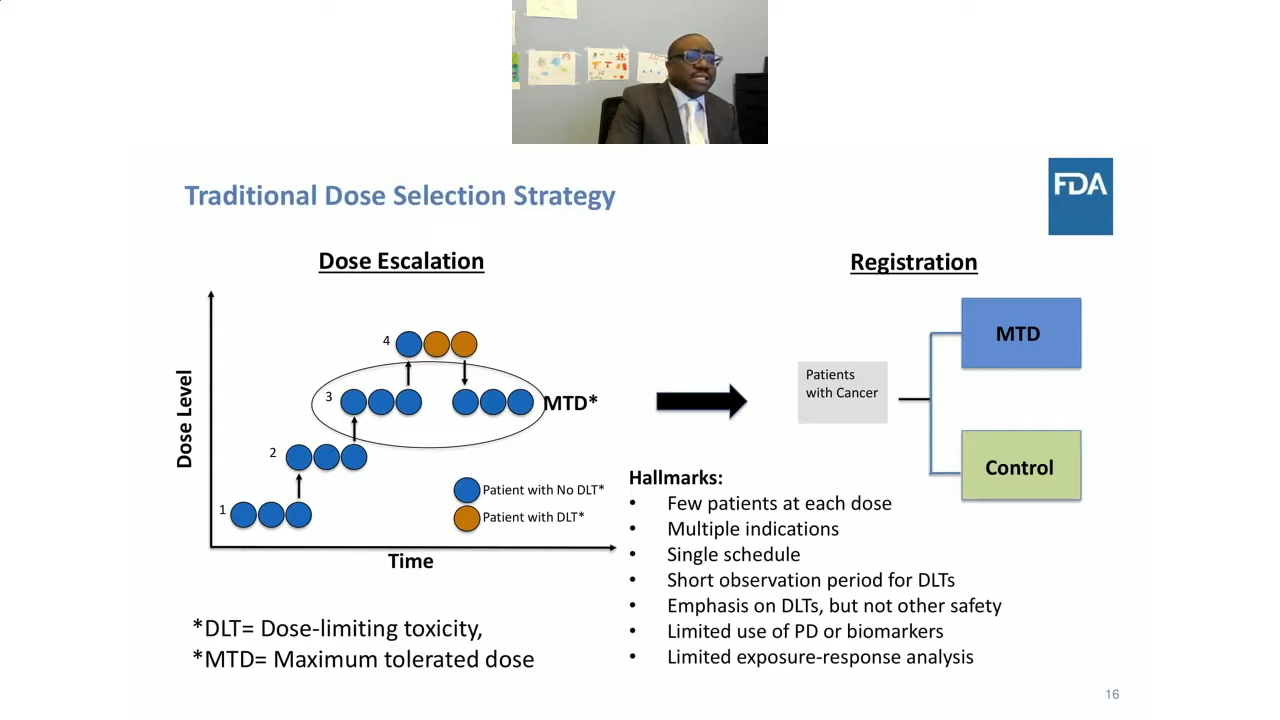 Traditional Dose Selection Strategy
FDA
Dose Escalation
Dose Level
4
3
MTD*
2
1
Patient with No DLT*
Patient with DLT*
Time
*DLT= Dose-limiting toxicity,
*MTD= Maximum tolerated dose
Registration
Patients
with Cancer
MTD
Control
Hallmarks:
• Few patients at each dose
• Multiple indications
• Single schedule
• Short observation period for DLTs
• Emphasis on DLTs, but not other safety
• Limited use of PD or biomarkers
• Limited exposure-response analysis
16